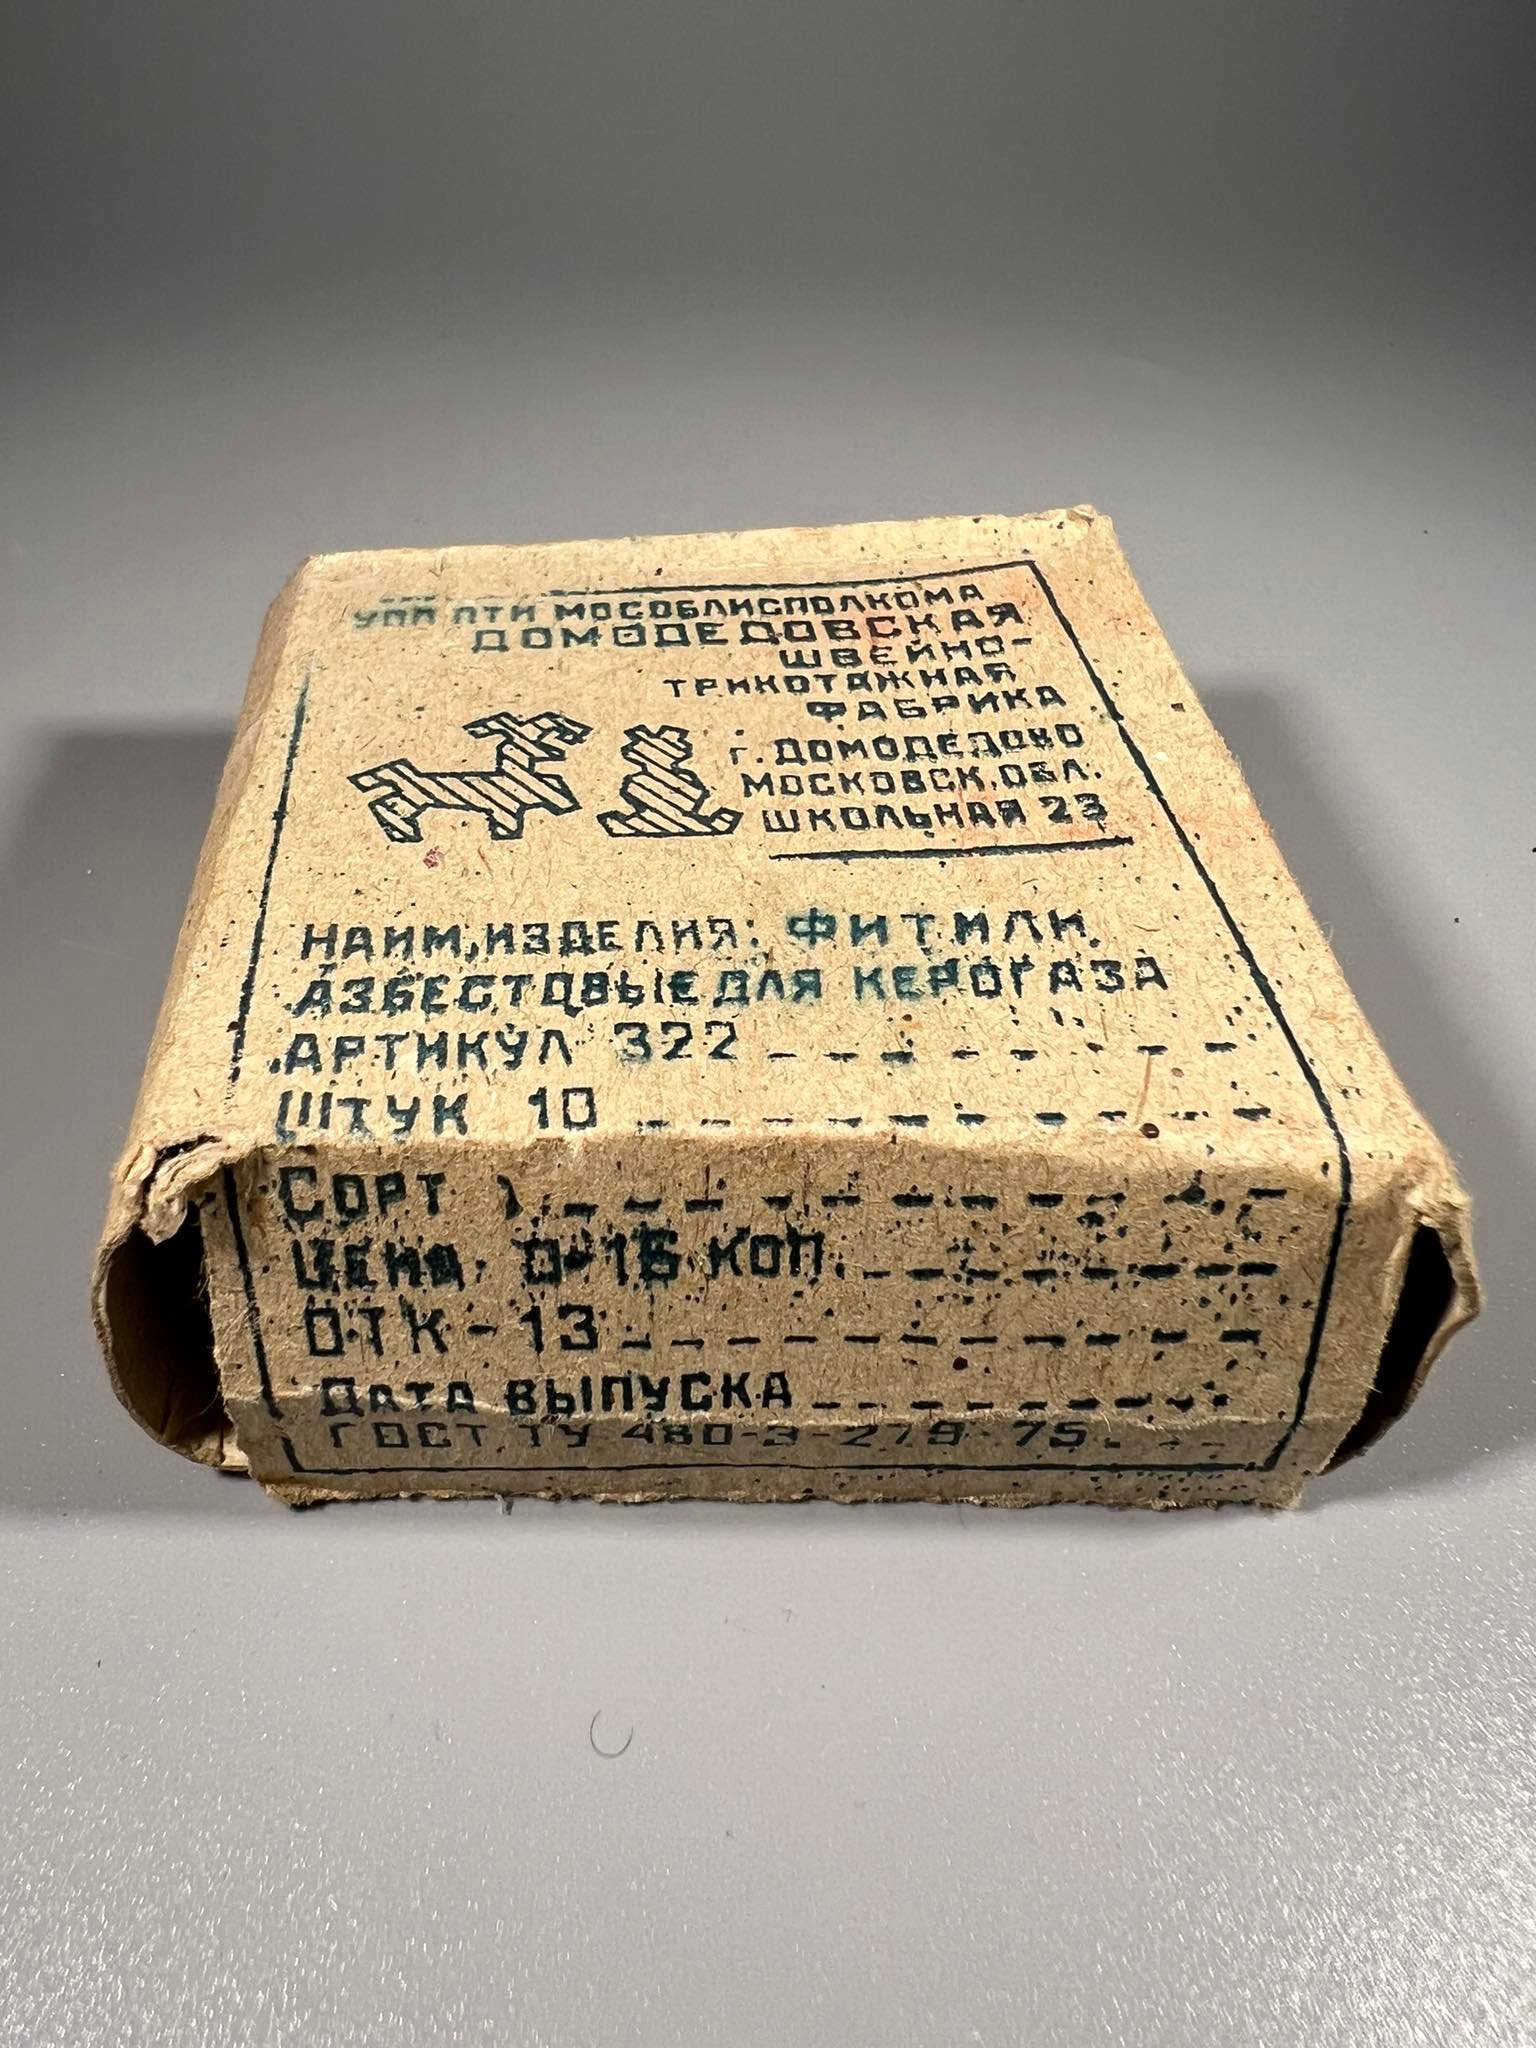 УПП ПТИ МОСОБЛИСПОЛКОМА
ДОМОДЕДОВСКАЯ
ШВЕЙНО-
ТРИКОТАЖНАЯ
ФАБРИКА
г. ДОМОДЕДОВО
МОСКОВСК. ОБЛ.
ШКОЛЬНАЯ 23
НАИМ. ИЗДЕЛИЯ: ФИТИЛИ
АЗБЕСТОВЫЕ ДЛЯ КЕРОГАЗА
АРТИКУЛ 322
ШТУК 10
СОРТ
ЦЕНА 0-16 КОП.
ОТК-13
ДАТА ВЫПУСКА
ГОСТ ТУ 480-3-279-75